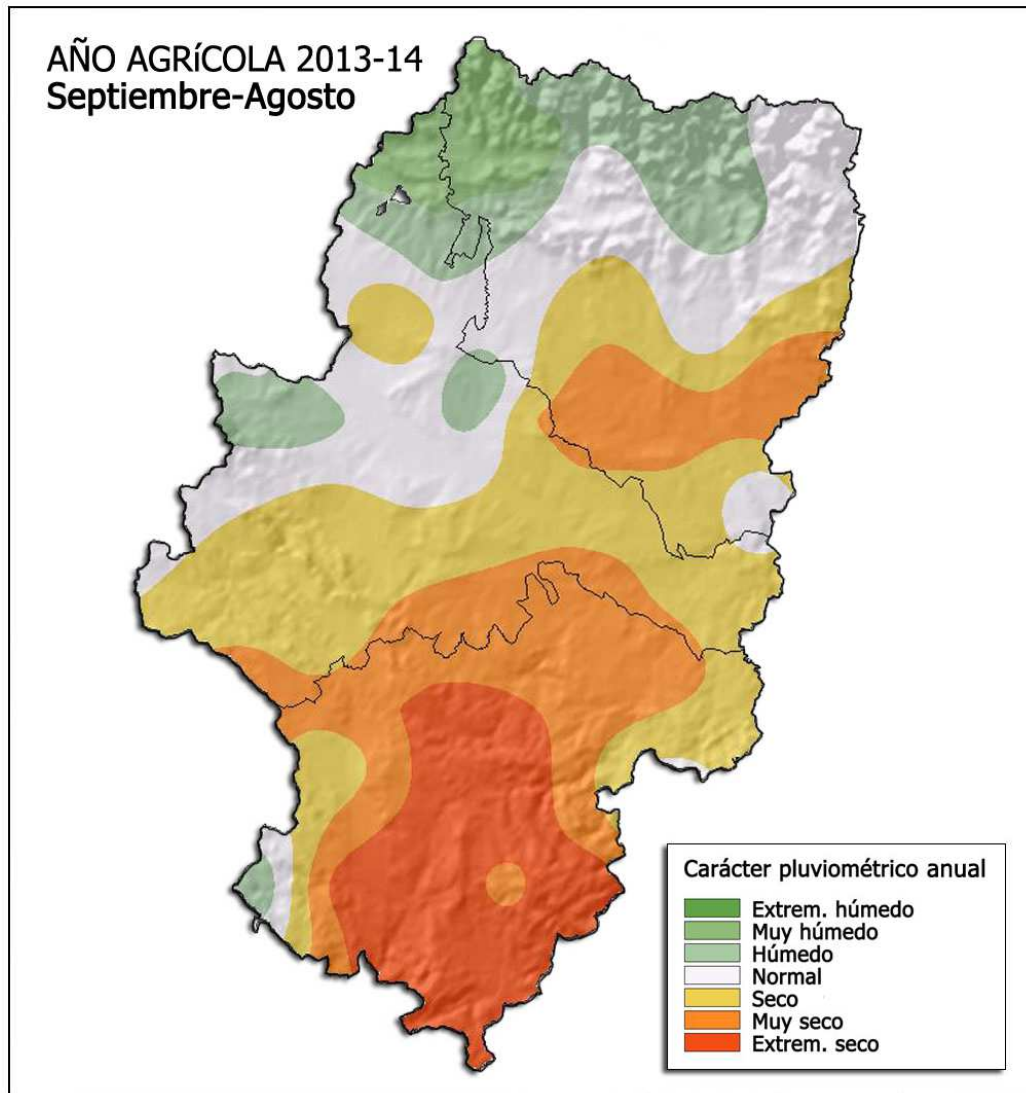 AÑO AGRíCOLA 2013-14
Septiembre-Agosto
Carácter pluviométrico anual
Extrem. húmedo
Muy húmedo
Húmedo
Normal
Seco
Muy seco
Extrem. seco